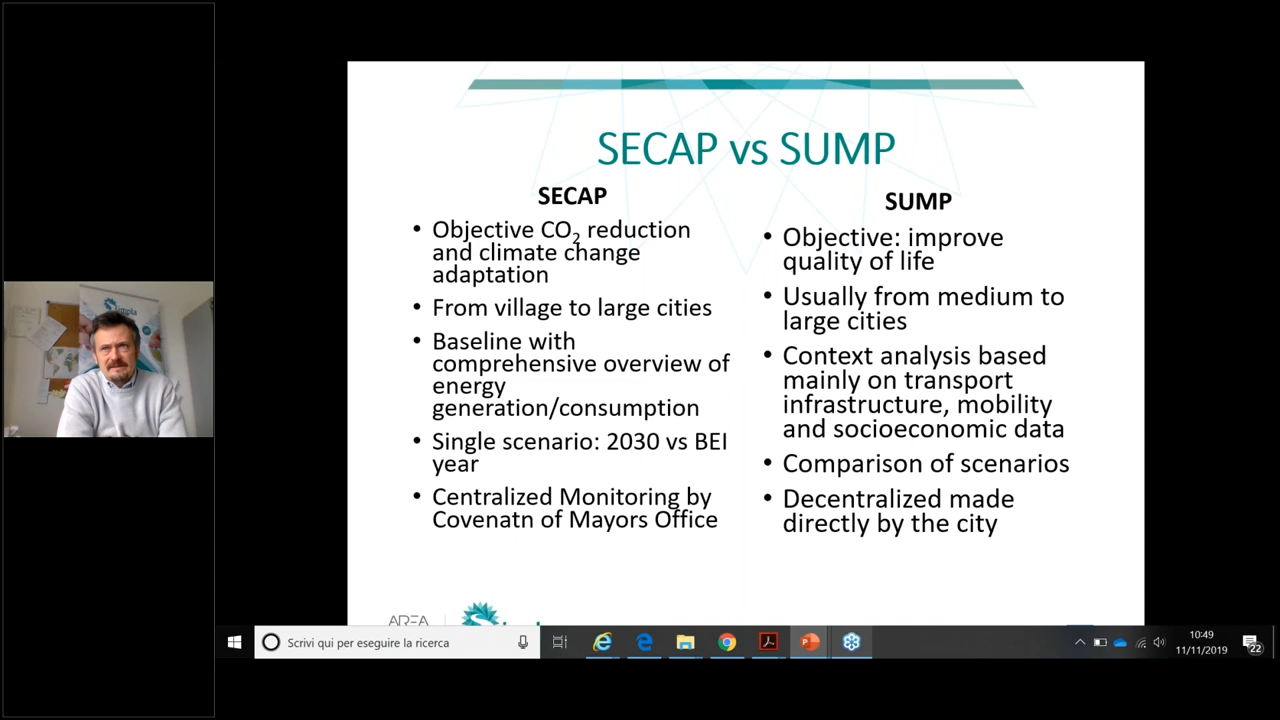 SECAP vs SUMP
SECAP
• Objective CO2 reduction
and climate change
adaptation
• From village to large cities
• Baseline with
comprehensive overview of
energy
generation/consumption
• Single scenario: 2030 vs BEI
year
• Centralized Monitoring by
Covenatn of Mayors Office
SUMP
• Objective: improve
quality of life
• Usually from medium to
large cities
• Context analysis based
mainly on transport
infrastructure, mobility
and socioeconomic data
• Comparison of scenarios
• Decentralized made
directly by the city
AREA
Scrivi qui per eseguire la ricerca
10:49
11/11/2019
22